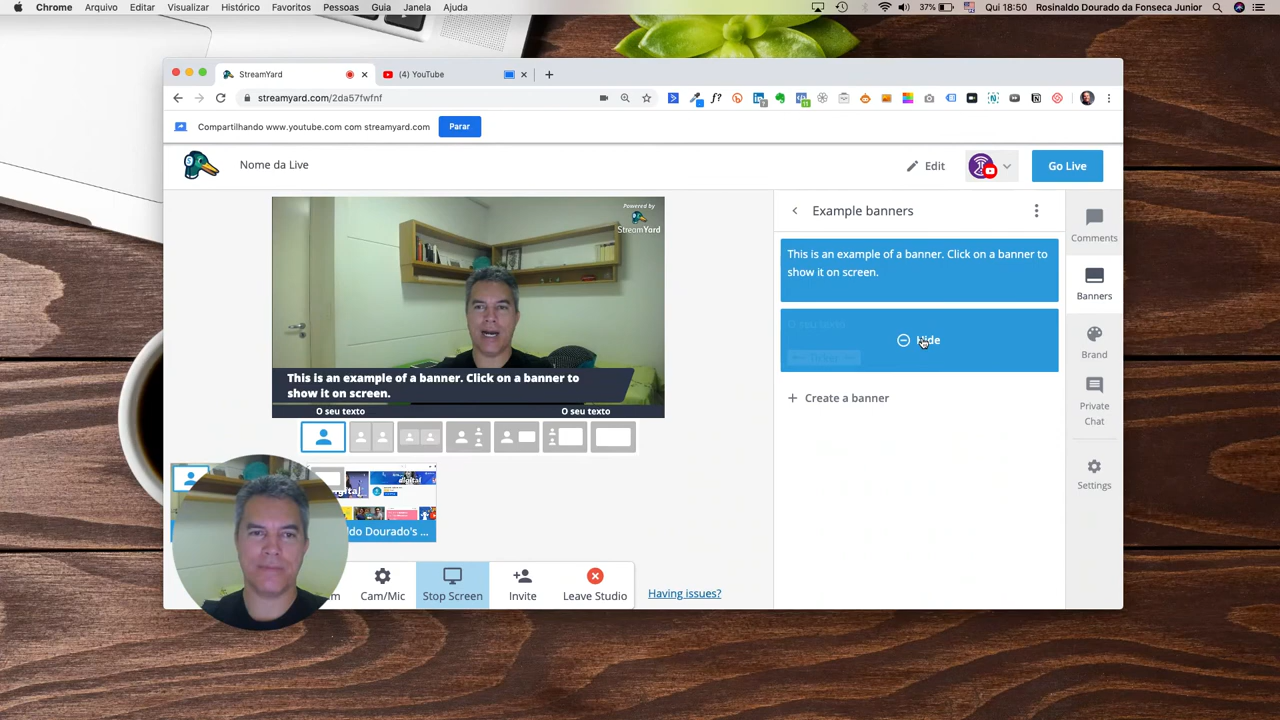 Chrome Arquivo Editar Visualizar Histórico Favoritos Pessoas Guia Janela Ajuda
37% Qui 18:50 Rosinaldo Dourado da Fonseca Junior
StreamYard
(4) YouTube
streamyard.com/2da57fwfnf
Compartilhando www.youtube.com com streamyard.com
Parar
Nome da Live
Edit
Go Live
Powered by
StreamYard
This is an example of a banner. Click on a banner to
show it on screen.
O seu texto O seu texto
Example banners
This is an example of a banner. Click on a banner to
show it on screen.
O seu texto
Hide
Create a banner
Comments
Banners
Brand
Private
Chat
Settings
digital
ldo Dourado's ...
Cam/Mic
Stop Screen
Invite
Leave Studio
Having issues?